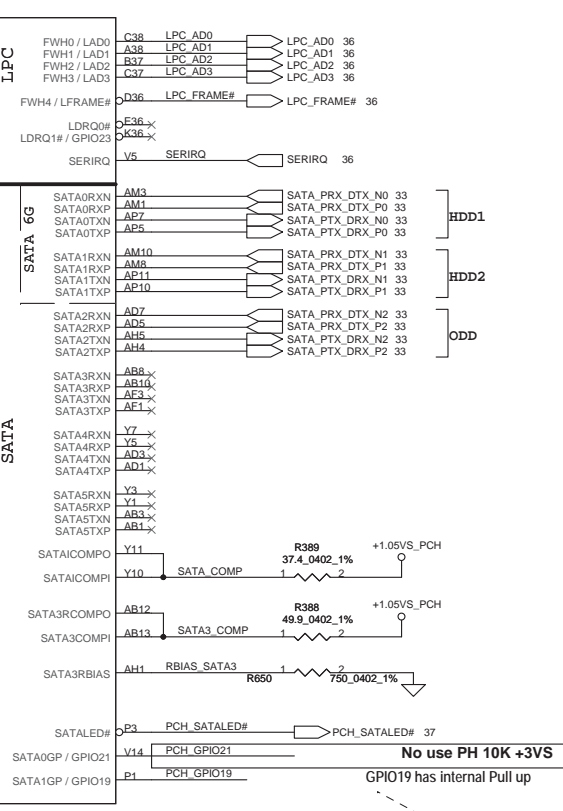 LPC
FWH0 / LAD0 C38 LPC_AD0 LPC_AD0 36
FWH1 / LAD1 A38 LPC_AD1 LPC_AD1 36
FWH2 / LAD2 B37 LPC_AD2 LPC_AD2 36
FWH3 / LAD3 C37 LPC_AD3 LPC_AD3 36
FWH4 / LFRAME# D36 LPC_FRAME# LPC_FRAME# 36
LDRQ0# E36
LDRQ1# / GPIO23 K36
SERIRQ V5 SERIRQ SERIRQ 36
SATA 6G
SATA0RXN AM3 SATA_PRX_DTX_N0 33
SATA0RXP AM1 SATA_PRX_DTX_P0 33
SATA0TXN AP7 SATA_PTX_DRX_N0 33
SATA0TXP AP5 SATA_PTX_DRX_P0 33
HDD1
SATA1RXN AM10 SATA_PRX_DTX_N1 33
SATA1RXP AM8 SATA_PRX_DTX_P1 33
SATA1TXN AP11 SATA_PTX_DRX_N1 33
SATA1TXP AP10 SATA_PTX_DRX_P1 33
HDD2
SATA
SATA2RXN AD7 SATA_PRX_DTX_N2 33
SATA2RXP AD5 SATA_PRX_DTX_P2 33
SATA2TXN AH5 SATA_PTX_DRX_N2 33
SATA2TXP AH4 SATA_PTX_DRX_P2 33
ODD
SATA3RXN AB8
SATA3RXP AB10
SATA3TXN AF3
SATA3TXP AF1
SATA4RXN Y7
SATA4RXP Y5
SATA4TXN AD3
SATA4TXP AD1
SATA5RXN Y3
SATA5RXP Y1
SATA5TXN AB3
SATA5TXP AB1
SATAICOMPO Y11
R389
37.4_0402_1%
+1.05VS_PCH
SATAICOMPI Y10 SATA_COMP 1 2
SATA3RCOMPO AB12
R388
49.9_0402_1%
+1.05VS_PCH
SATA3COMPI AB13 SATA3_COMP 1 2
SATA3RBIAS AH1 RBIAS_SATA3 1 2
R650 750_0402_1%
SATALED# P3 PCH_SATALED# PCH_SATALED# 37
SATA0GP / GPIO21 V14 PCH_GPIO21 No use PH 10K +3VS
SATA1GP / GPIO19 P1 PCH_GPIO19 GPIO19 has internal Pull up